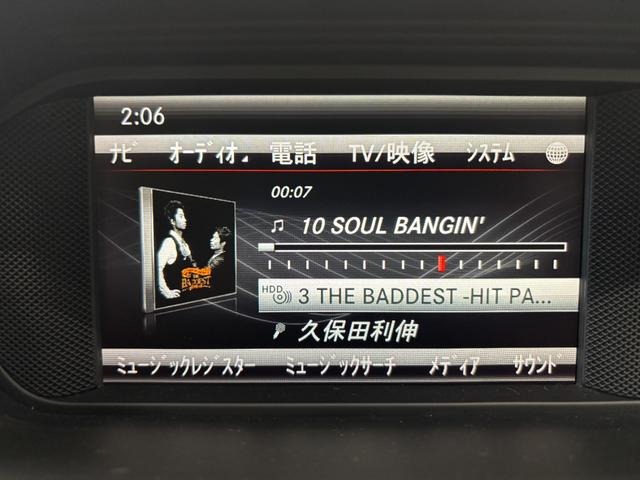 2:06
ナビ オーディオ 電話 TV/映像 システム
00:07
10 SOUL BANGIN'
HDD 3 THE BADDEST -HIT PA...
久保田利伸
ミュージックレジスター ミュージックサーチ メディア サウンド
THE BADDEST